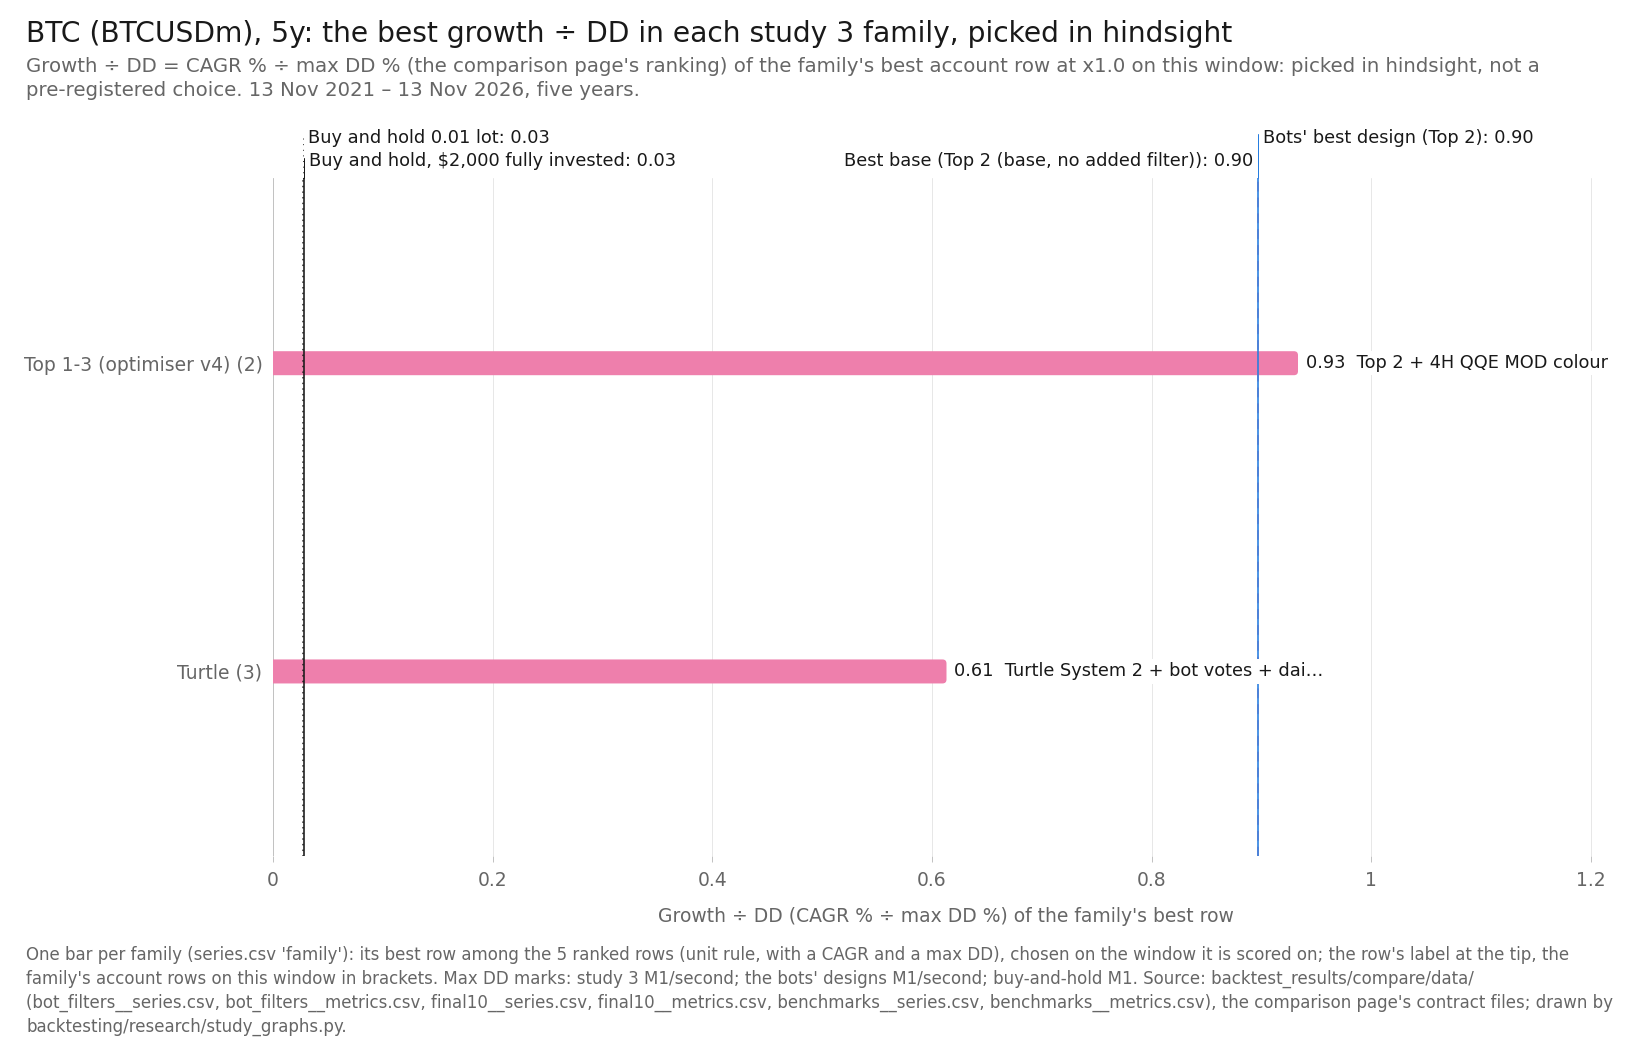 BTC (BTCUSDm), 5y: the best growth ÷ DD in each study 3 family, picked in hindsight
Growth ÷ DD = CAGR % ÷ max DD % (the comparison page's ranking) of the family's best account row at x1.0 on this window: picked in hindsight, not a
pre-registered choice. 13 Nov 2021 – 13 Nov 2026, five years.
Buy and hold 0.01 lot: 0.03
Bots' best design (Top 2): 0.90
Buy and hold, $2,000 fully invested: 0.03
Best base (Top 2 (base, no added filter)): 0.90
Top 1-3 (optimiser v4) (2)
0.93 Top 2 + 4H QQE MOD colour
Turtle (3)
0.61 Turtle System 2 + bot votes + dai…
0
0.2
0.4
0.6
0.8
1
1.2
Growth ÷ DD (CAGR % ÷ max DD %) of the family's best row
One bar per family (series.csv 'family'): its best row among the 5 ranked rows (unit rule, with a CAGR and a max DD), chosen on the window it is scored on; the row's label at the tip, the
family's account rows on this window in brackets. Max DD marks: study 3 M1/second; the bots' designs M1/second; buy-and-hold M1. Source: backtest_results/compare/data/
(bot_filters__series.csv, bot_filters__metrics.csv, final10__series.csv, final10__metrics.csv, benchmarks__series.csv, benchmarks__metrics.csv), the comparison page's contract files; drawn by
backtesting/research/study_graphs.py.